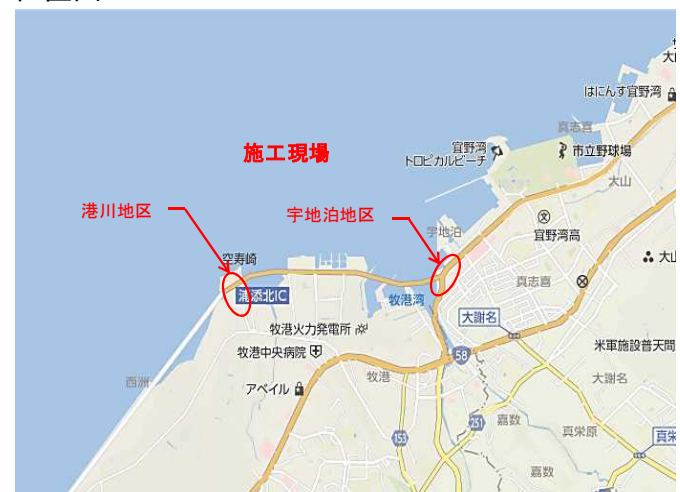 大山
はにんす宜野湾
真志喜
施工現場
宜野湾
トロピカルビーチ
市立野球場
大山
港川地区
宇地泊地区
宇地泊
宜野湾高
空寿崎
浦添北IC
牧港湾
真志喜
大謝名
牧港火力発電所
牧港中央病院
58
米軍施設普天間
西洲
アベイル
牧港
大謝名
251
嘉数
真栄原
153
嘉数